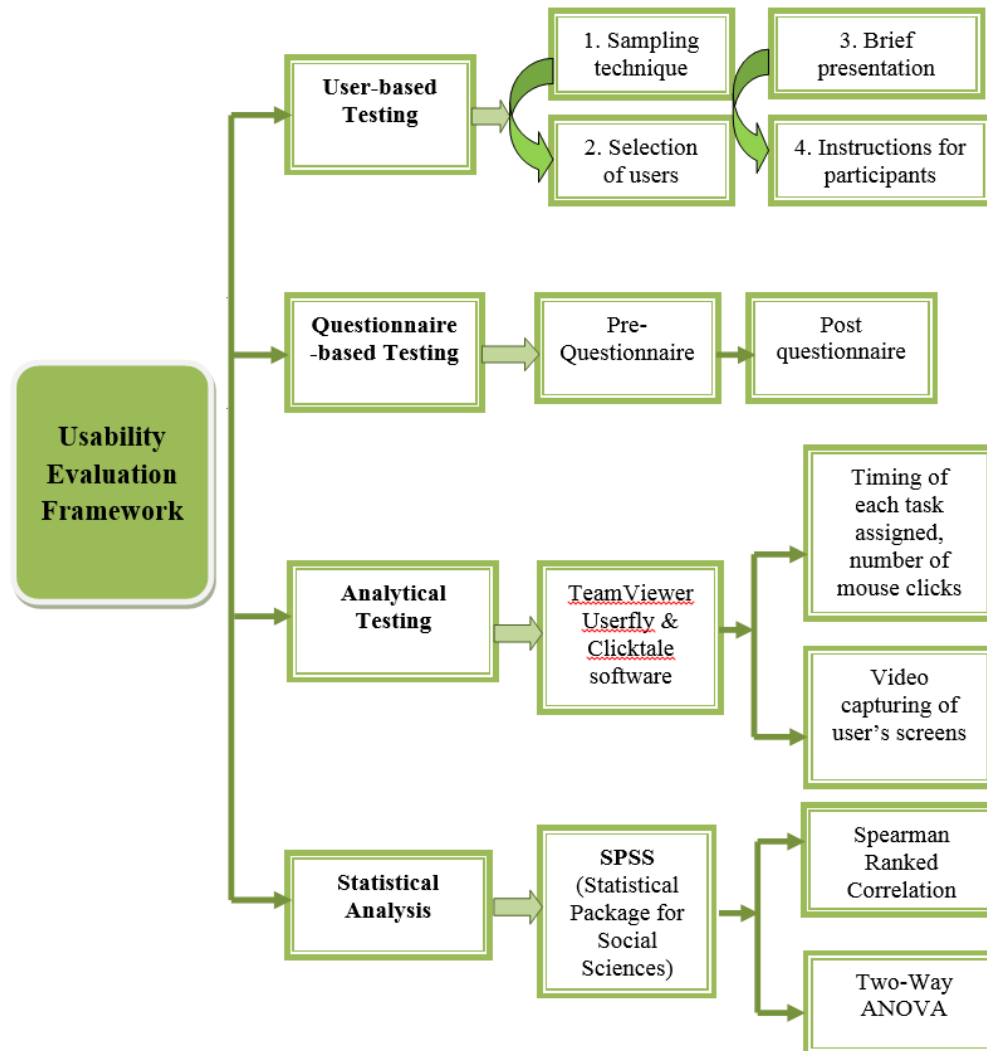 Usability
Evaluation
Framework
User-based
Testing
1. Sampling
technique
2. Selection
of users
3. Brief
presentation
4. Instructions for
participants
Questionnaire
-based Testing
Pre-
Questionnaire
Post
questionnaire
Analytical
Testing
TeamViewer
Userfly &
Clicktale
software
Timing of
each task
assigned,
number of
mouse clicks
Video
capturing of
user’s screens
Statistical
Analysis
SPSS
(Statistical
Package for
Social
Sciences)
Spearman
Ranked
Correlation
Two-Way
ANOVA